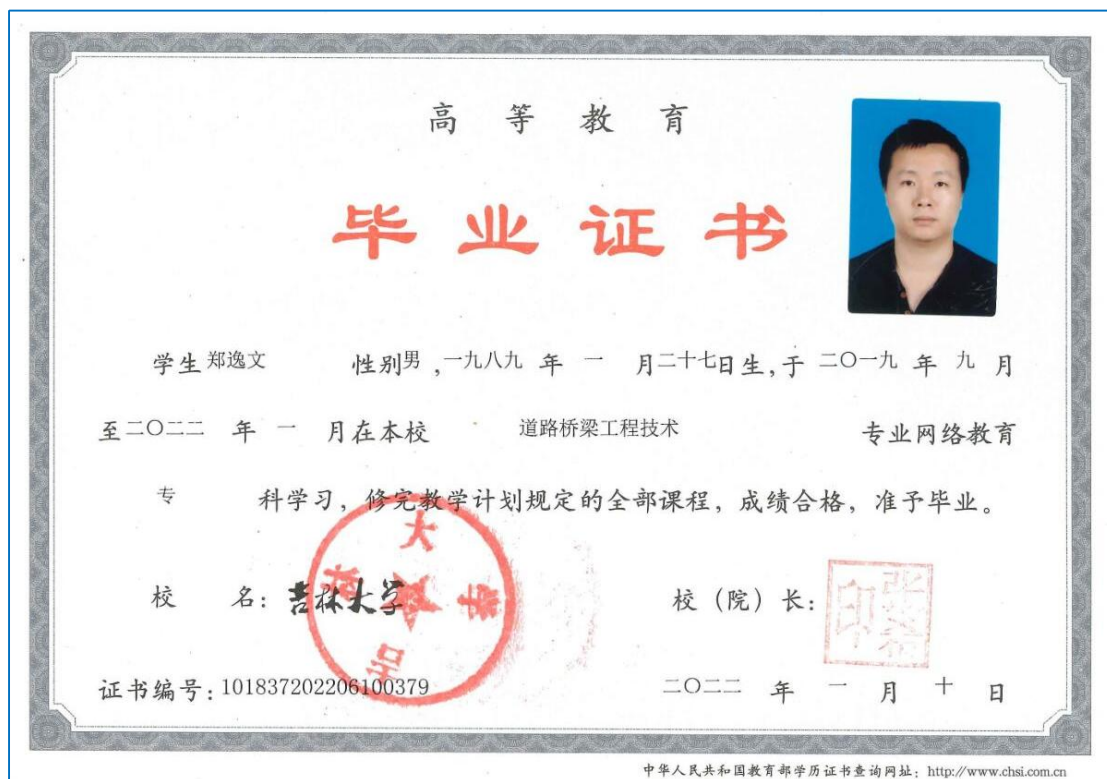 高等教育
毕业证书
学生 郑逸文 性别男,一九八九 年 一 月二十七日生,于 二〇一九 年 九 月
至二〇二二 年 一 月在本校 道路桥梁工程技术 专业网络教育
专 科学习，修完教学计划规定的全部课程，成绩合格，准予毕业。
校 名：吉林大学 校（院）长：
吉林大学
证书编号：101837202206100379 二〇二二 年 一 月 十 日
中华人民共和国教育部学历证书查询网址：http://www.chsi.com.cn